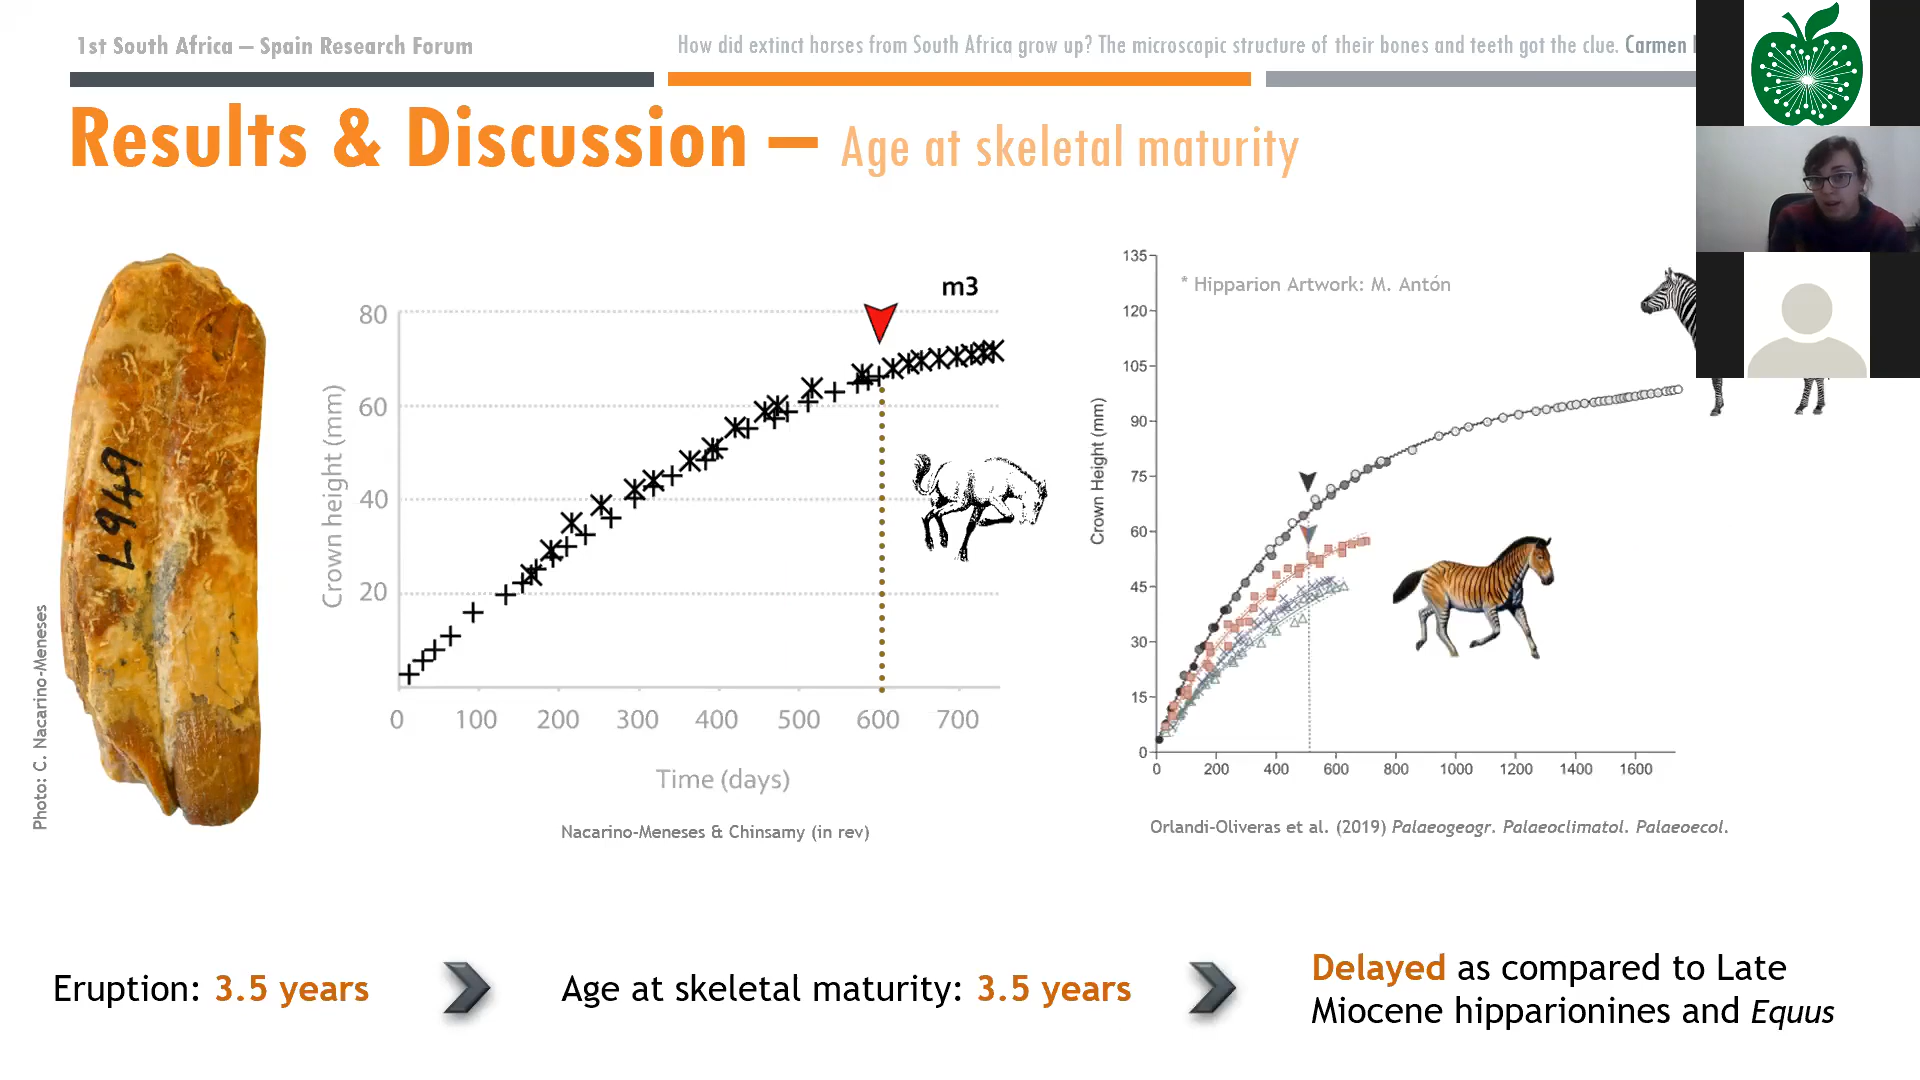 1st South Africa – Spain Research Forum
How did extinct horses from South Africa grow up? The microscopic structure of their bones and teeth got the clue. Carmen
Results & Discussion – Age at skeletal maturity
L949
Photo: C. Nacarino-Meneses
m3
80
60
40
20
Crown height (mm)
0 100 200 300 400 500 600 700
Time (days)
Nacarino-Meneses & Chinsamy (in rev)
* Hipparion Artwork: M. Antón
135
120
105
90
75
60
45
30
15
0
Crown Height (mm)
0 200 400 600 800 1000 1200 1400 1600
Orlandi-Oliveras et al. (2019) Palaeogeogr. Palaeoclimatol. Palaeoecol.
Eruption: 3.5 years
Age at skeletal maturity: 3.5 years
Delayed as compared to Late
Miocene hipparionines and Equus